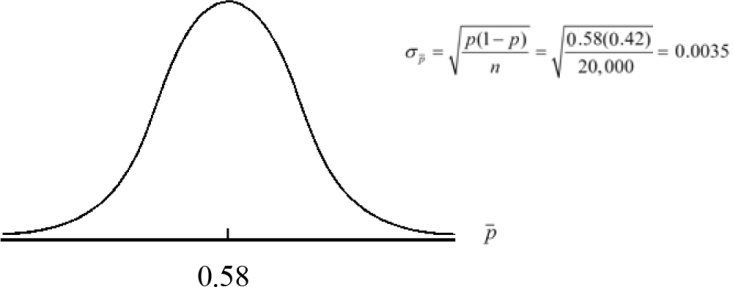 σ_p̄ = √(p(1−p)/n) = √(0.58(0.42)/20,000) = 0.0035
p̄
0.58